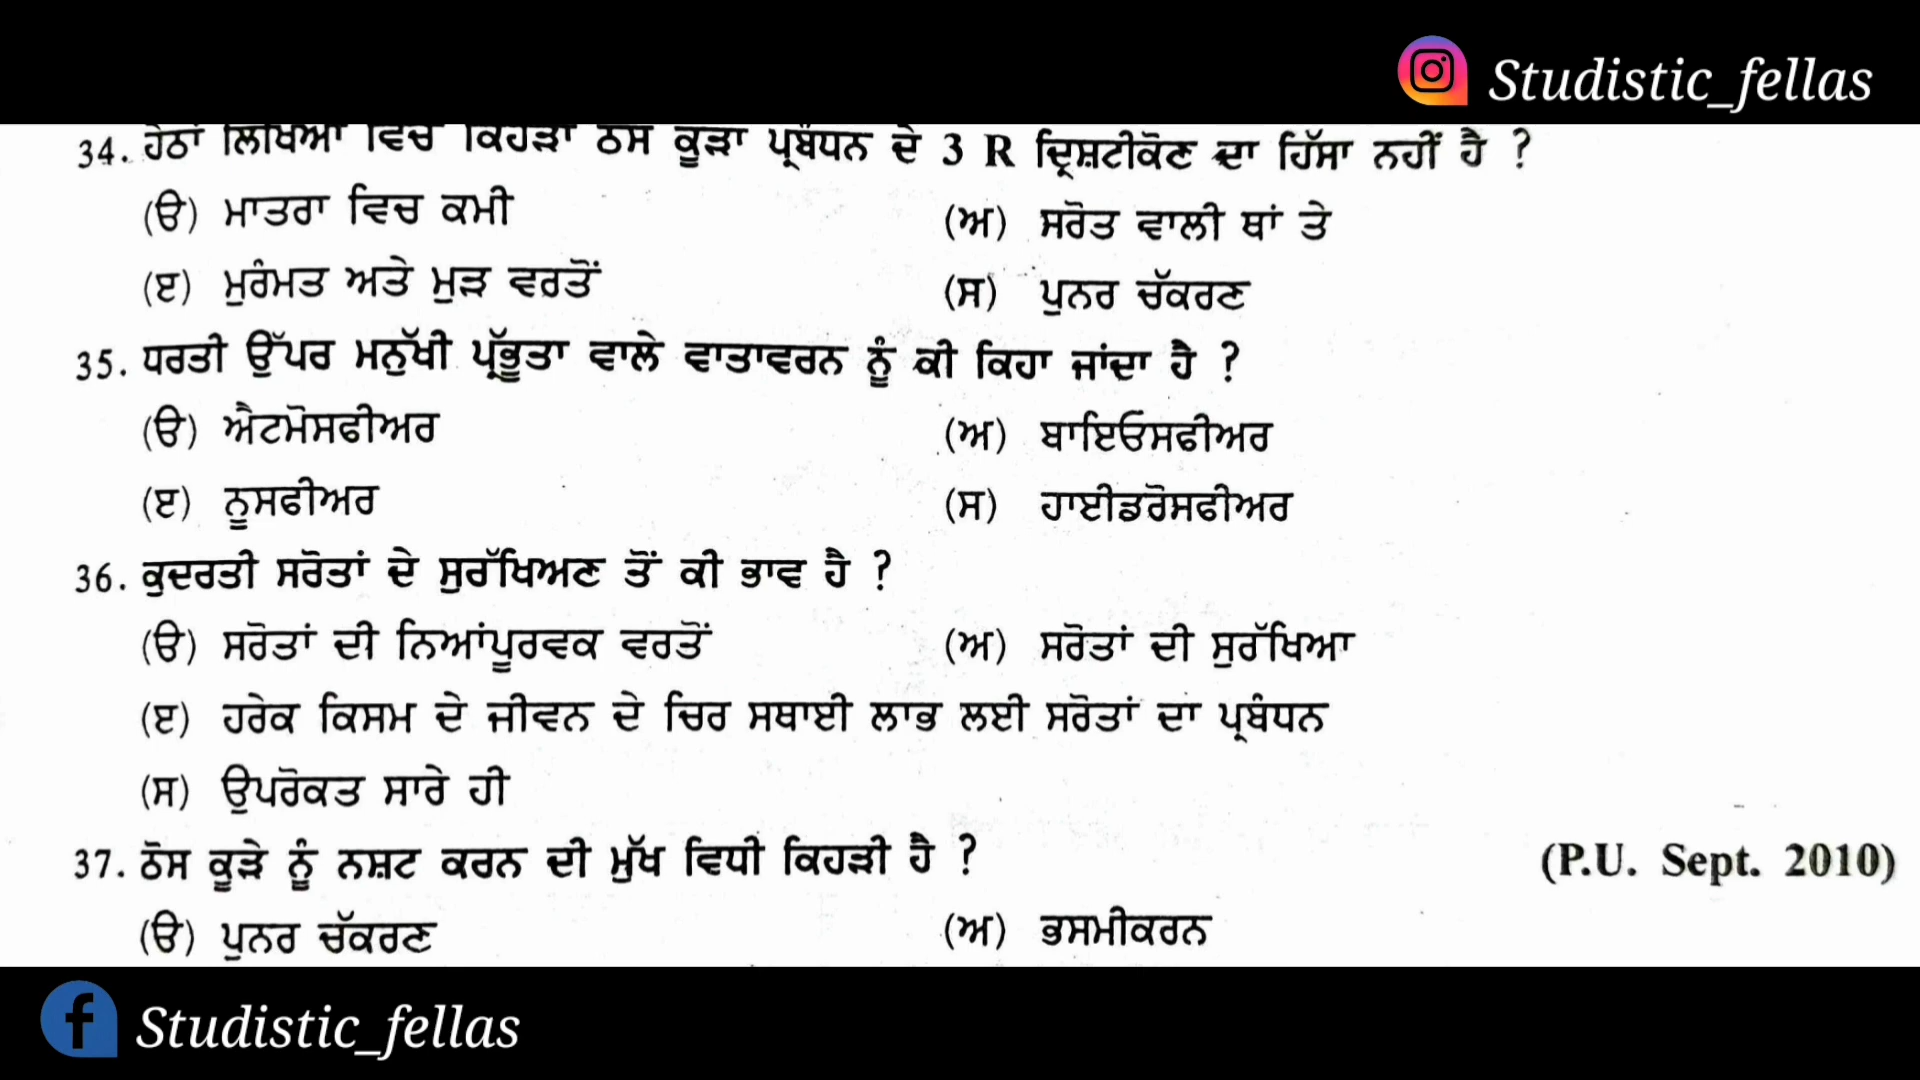 Studistic_fellas
34. ਹੇਠਾਂ ਲਿਖਿਆਂ ਵਿਚੋਂ ਕਿਹੜਾ ਠੋਸ ਕੂੜਾ ਪ੍ਰਬੰਧਨ ਦੇ 3 R ਦ੍ਰਿਸ਼ਟੀਕੋਣ ਦਾ ਹਿੱਸਾ ਨਹੀਂ ਹੈ ?
(ੳ) ਮਾਤਰਾ ਵਿਚ ਕਮੀ (ਅ) ਸਰੋਤ ਵਾਲੀ ਥਾਂ ਤੇ
(ੲ) ਮੁਰੰਮਤ ਅਤੇ ਮੁੜ ਵਰਤੋਂ (ਸ) ਪੁਨਰ ਚੱਕਰਣ
35. ਧਰਤੀ ਉੱਪਰ ਮਨੁੱਖੀ ਪ੍ਰੱਭੂਤਾ ਵਾਲੇ ਵਾਤਾਵਰਨ ਨੂੰ ਕੀ ਕਿਹਾ ਜਾਂਦਾ ਹੈ ?
(ੳ) ਐਟਮੋਸਫੀਅਰ (ਅ) ਬਾਇਓਸਫੀਅਰ
(ੲ) ਨੂਸਫੀਅਰ (ਸ) ਹਾਈਡਰੋਸਫੀਅਰ
36. ਕੁਦਰਤੀ ਸਰੋਤਾਂ ਦੇ ਸੁਰੱਖਿਅਣ ਤੋਂ ਕੀ ਭਾਵ ਹੈ ?
(ੳ) ਸਰੋਤਾਂ ਦੀ ਨਿਆਂਪੂਰਵਕ ਵਰਤੋਂ (ਅ) ਸਰੋਤਾਂ ਦੀ ਸੁਰੱਖਿਆ
(ੲ) ਹਰੇਕ ਕਿਸਮ ਦੇ ਜੀਵਨ ਦੇ ਚਿਰ ਸਥਾਈ ਲਾਭ ਲਈ ਸਰੋਤਾਂ ਦਾ ਪ੍ਰਬੰਧਨ
(ਸ) ਉਪਰੋਕਤ ਸਾਰੇ ਹੀ
37. ਠੋਸ ਕੂੜੇ ਨੂੰ ਨਸ਼ਟ ਕਰਨ ਦੀ ਮੁੱਖ ਵਿਧੀ ਕਿਹੜੀ ਹੈ ? (P.U. Sept. 2010)
(ੳ) ਪੁਨਰ ਚੱਕਰਣ (ਅ) ਭਸਮੀਕਰਨ
Studistic_fellas